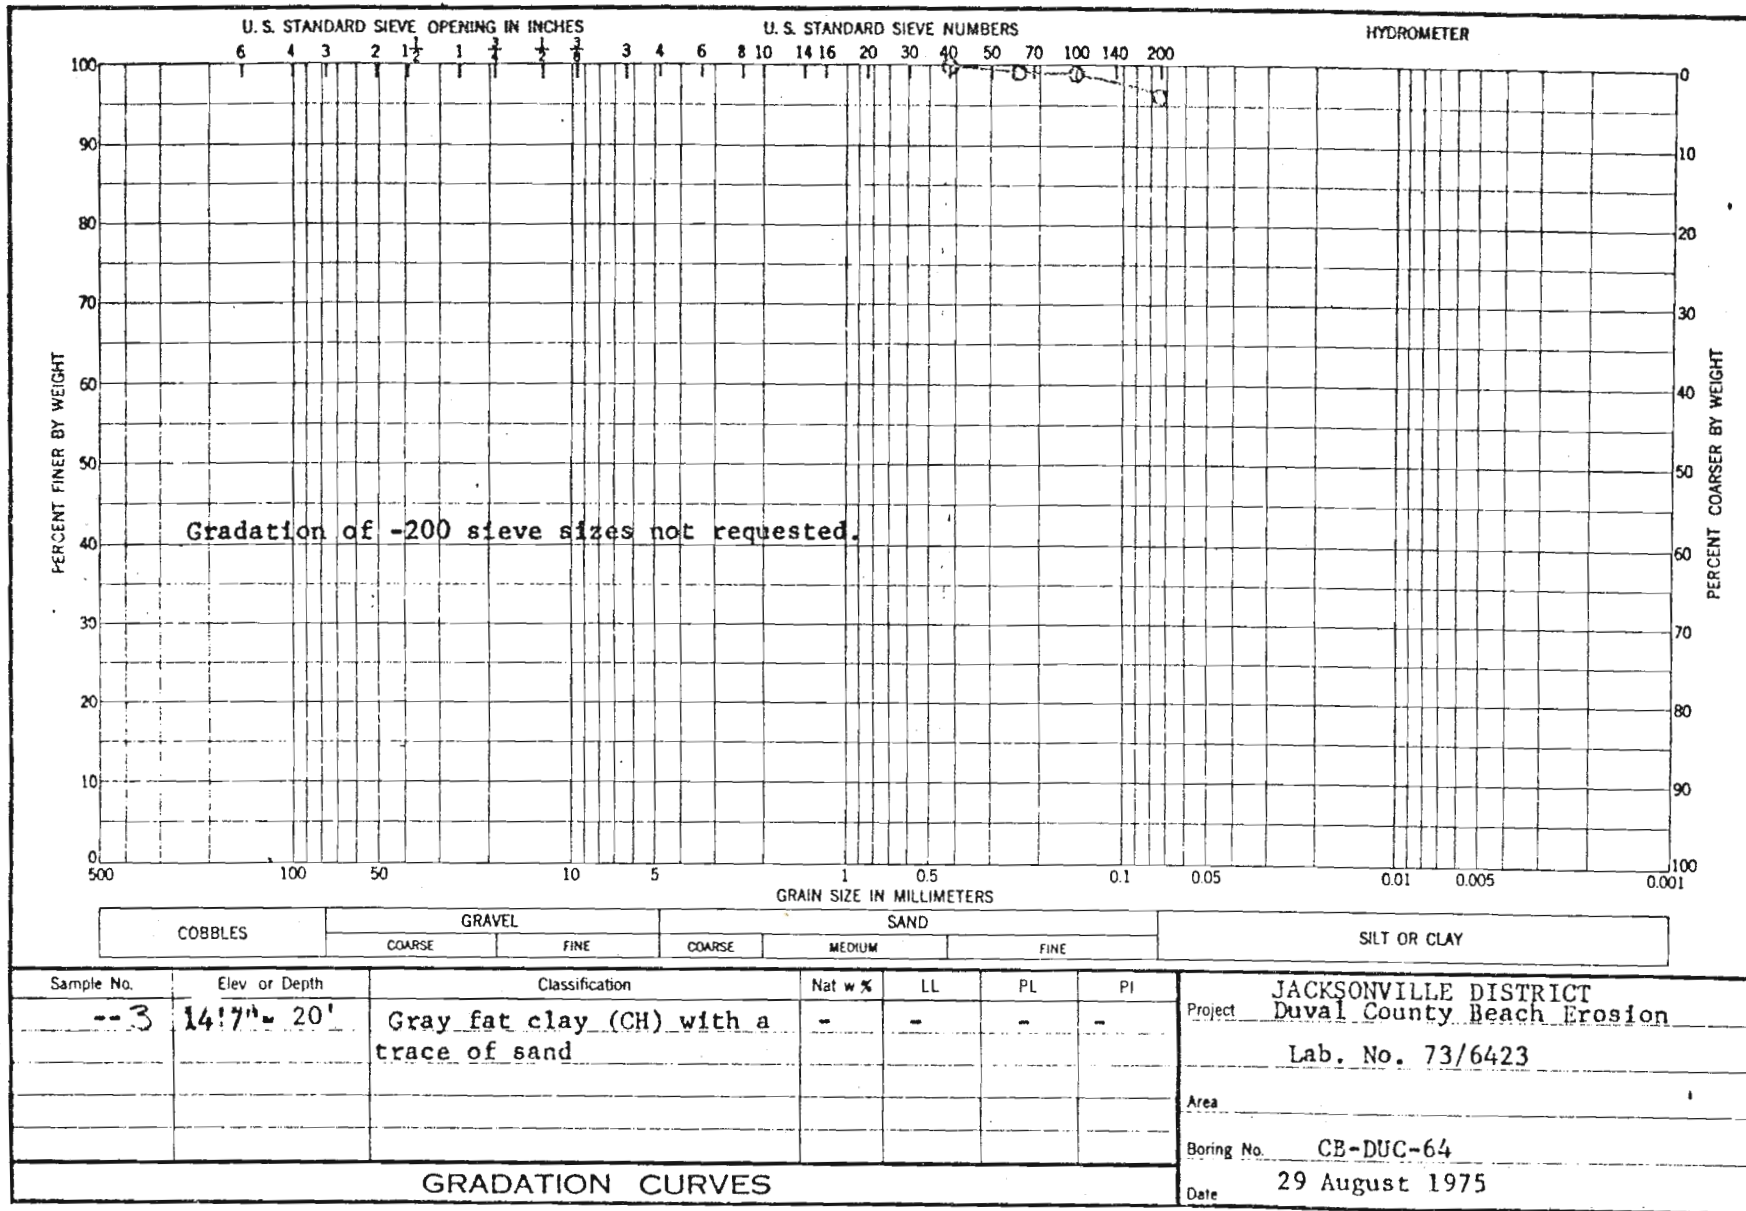 U. S. STANDARD SIEVE OPENING IN INCHES U. S. STANDARD SIEVE NUMBERS HYDROMETER
6 4 3 2 1 1/2 1 3/4 1/2 3/8 3 4 6 8 10 14 16 20 30 40 50 70 100 140 200
100 0
90 10
80 20
70 30
60 40
50 50
40 60
30 70
20 80
10 90
0 100
PERCENT FINER BY WEIGHT
PERCENT COARSER BY WEIGHT
Gradation of -200 sieve sizes not requested.
500 100 50 10 5 1 0.5 0.1 0.05 0.01 0.005 0.001
GRAIN SIZE IN MILLIMETERS
COBBLES GRAVEL SAND SILT OR CLAY
COARSE FINE COARSE MEDIUM FINE
Sample No. Elev or Depth Classification Nat w % LL PL PI
--3 14'7"- 20' Gray fat clay (CH) with a - - - -
trace of sand
JACKSONVILLE DISTRICT
Project Duval County Beach Erosion
Lab. No. 73/6423
Area
Boring No. CB-DUC-64
Date 29 August 1975
GRADATION CURVES